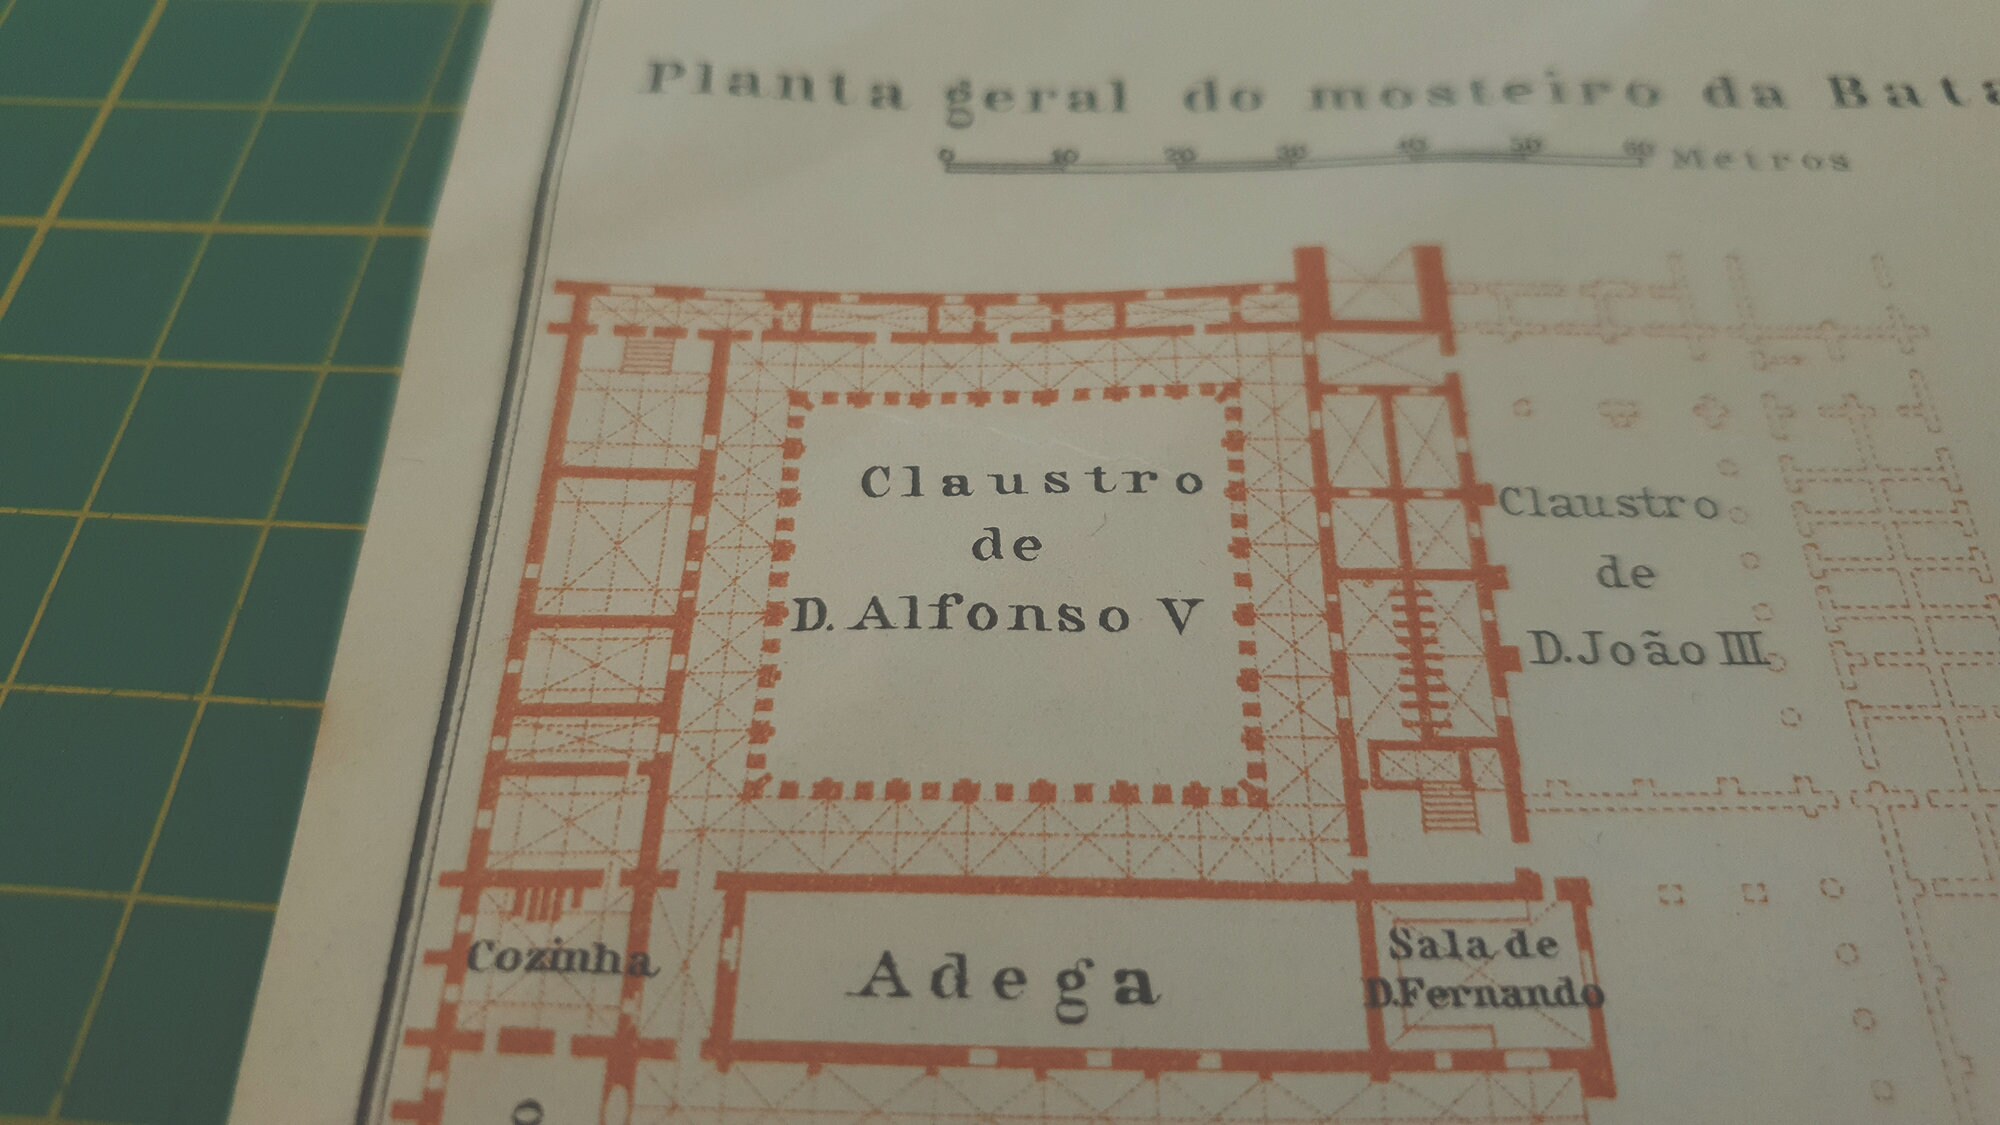 Planta geral do mosteiro da
0 10 20 30 40 50 60 Metros
Claustro
de
D. Alfonso V
Claustro
de
D. João III
Cozinha
Adega
Sala de
D. Fernando